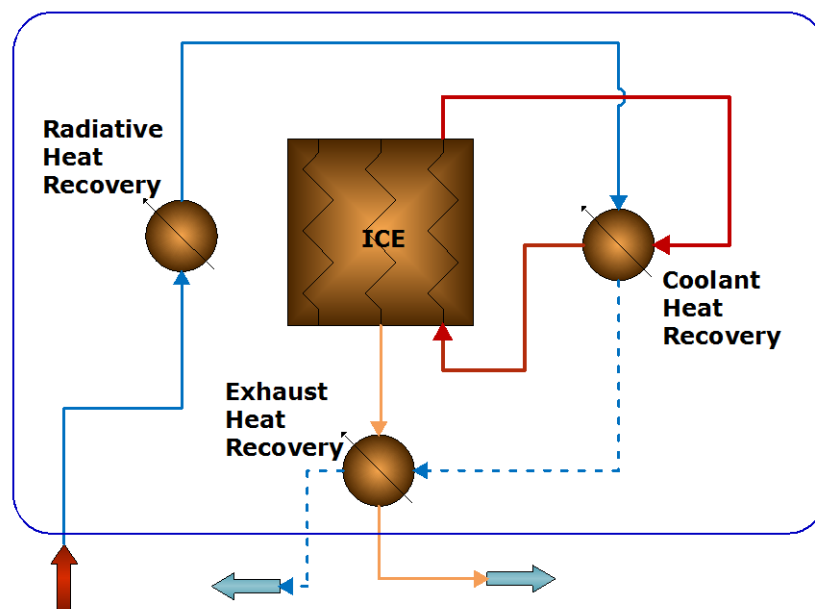 Radiative
Heat
Recovery
ICE
Coolant
Heat
Recovery
Exhaust
Heat
Recovery